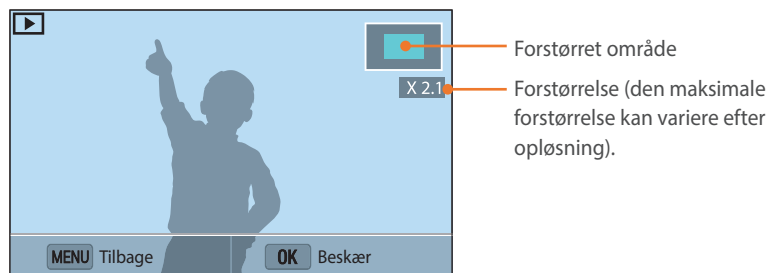 Forstørret område
X 2.1
Forstørrelse (den maksimale
forstørrelse kan variere efter
opløsning).
MENU Tilbage
OK Beskær